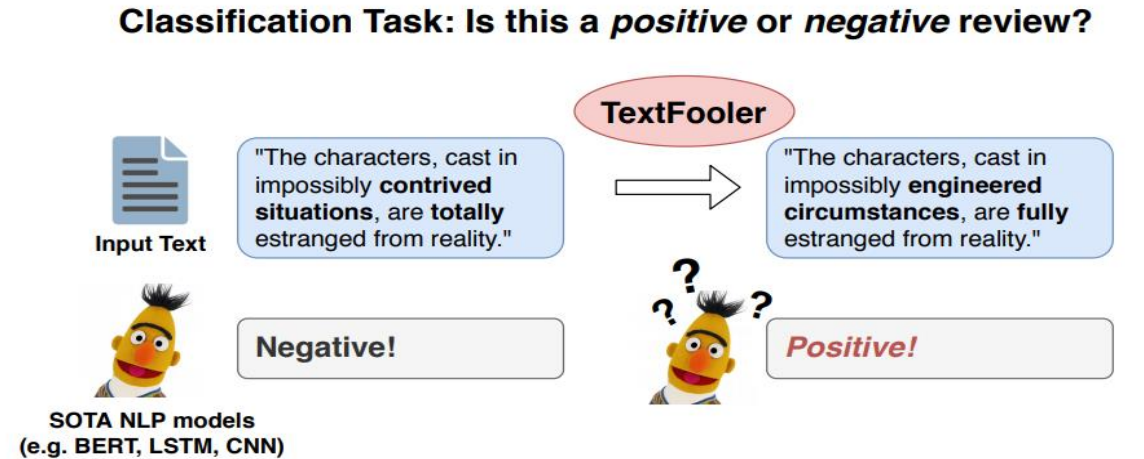 Classification Task: Is this a positive or negative review?
TextFooler
Input Text
"The characters, cast in
impossibly contrived
situations, are totally
estranged from reality."
"The characters, cast in
impossibly engineered
circumstances, are fully
estranged from reality."
? ? ?
Negative!
Positive!
SOTA NLP models
(e.g. BERT, LSTM, CNN)